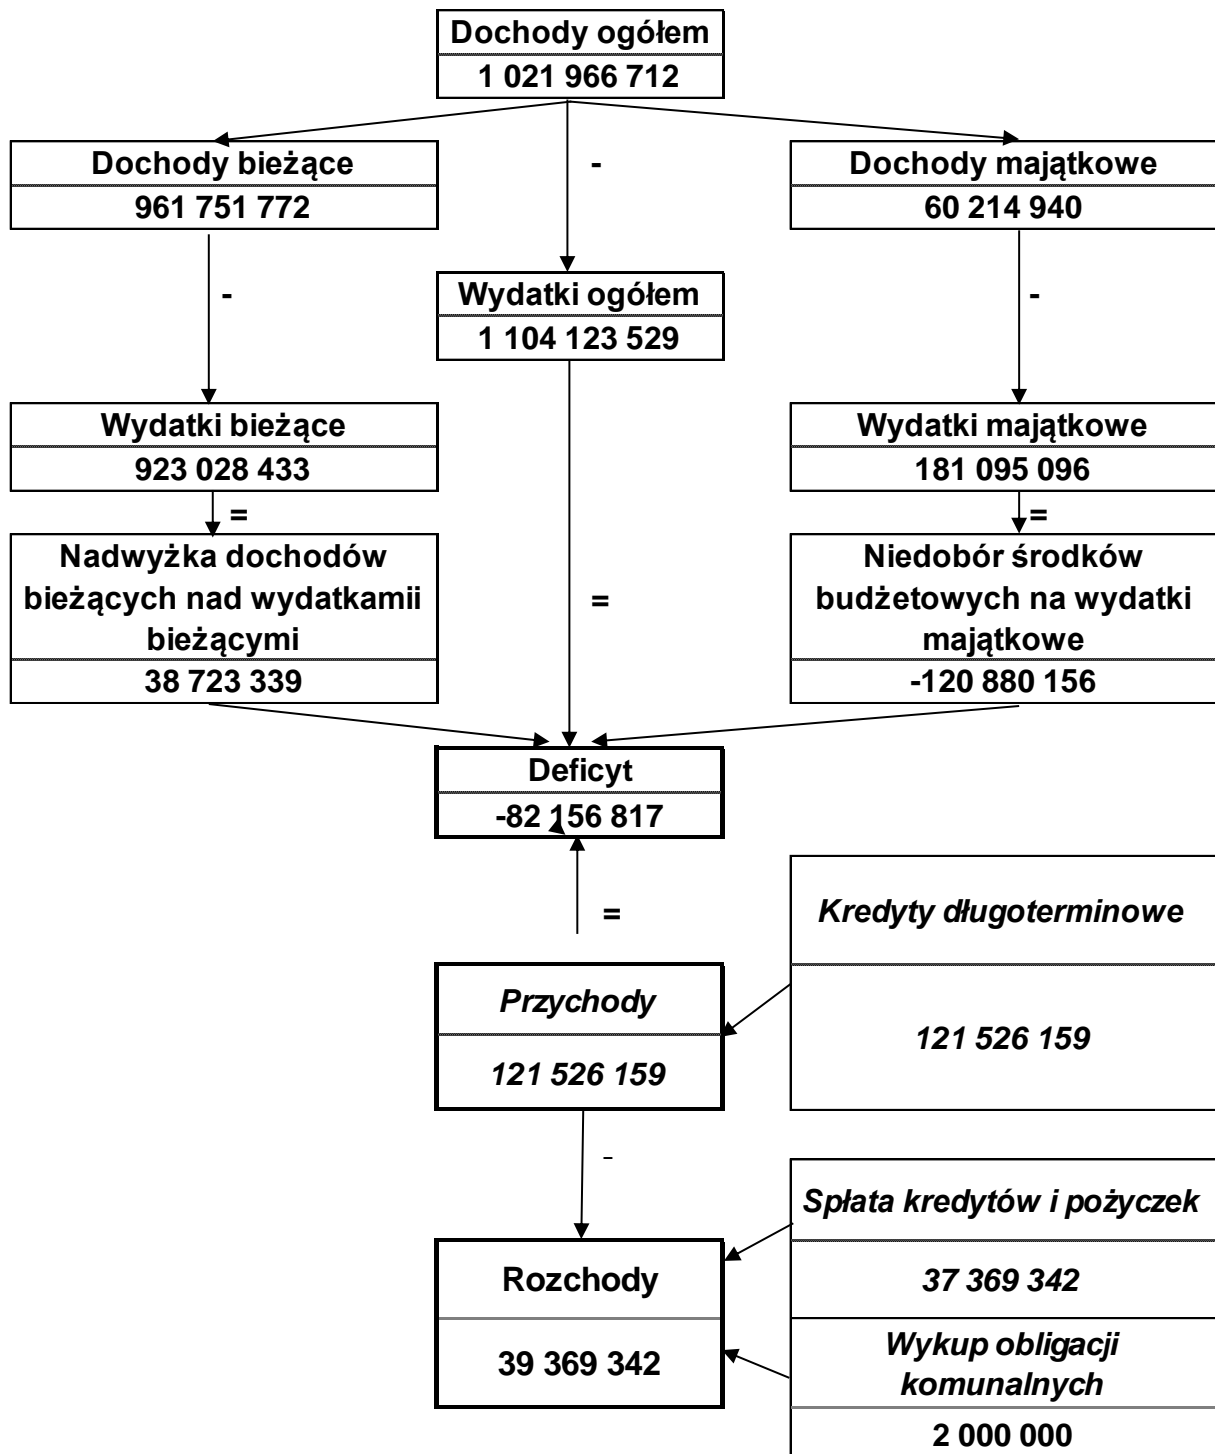 Dochody ogółem
1 021 966 712
Dochody bieżące
961 751 772
-
Dochody majątkowe
60 214 940
-
Wydatki ogółem
1 104 123 529
-
Wydatki bieżące
923 028 433
Wydatki majątkowe
181 095 096
=
=
Nadwyżka dochodów
bieżących nad wydatkamii
bieżącymi
38 723 339
=
Niedobór środków
budżetowych na wydatki
majątkowe
-120 880 156
Deficyt
-82 156 817
=
Kredyty długoterminowe
121 526 159
Przychody
121 526 159
-
Spłata kredytów i pożyczek
37 369 342
Rozchody
39 369 342
Wykup obligacji
komunalnych
2 000 000